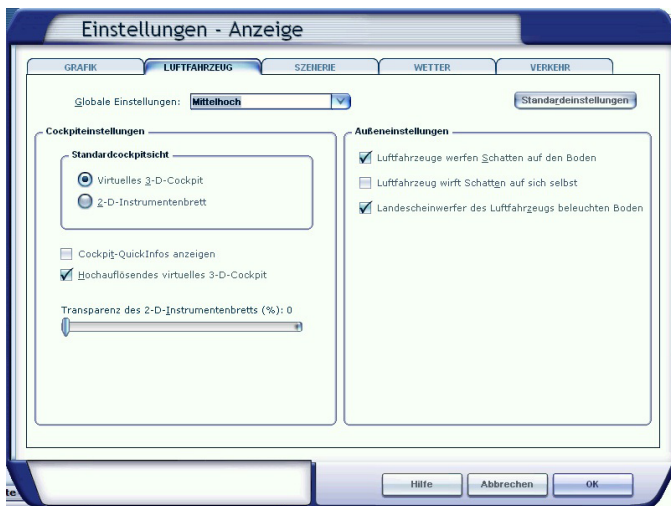 Einstellungen - Anzeige
GRAFIK LUFTFAHRZEUG SZENERIE WETTER VERKEHR
Globale Einstellungen: Mittelhoch Standardeinstellungen
Cockpiteinstellungen
Standardcockpitsicht
Virtuelles 3-D-Cockpit
2-D-Instrumentenbrett
Cockpit-QuickInfos anzeigen
Hochauflösendes virtuelles 3-D-Cockpit
Transparenz des 2-D-Instrumentenbretts (%): 0
Außeneinstellungen
Luftfahrzeuge werfen Schatten auf den Boden
Luftfahrzeug wirft Schatten auf sich selbst
Landescheinwerfer des Luftfahrzeugs beleuchten Boden
te
Hilfe Abbrechen OK